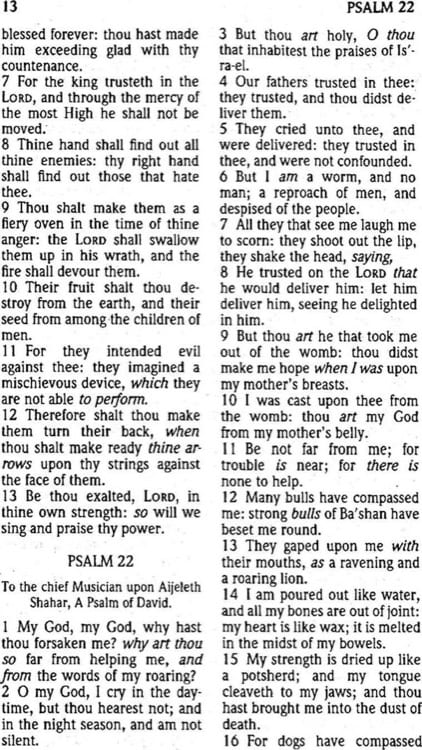 13
PSALM 22
blessed forever: thou hast made
him exceeding glad with thy
countenance.
7 For the king trusteth in the
LORD, and through the mercy of
the most High he shall not be
moved.
8 Thine hand shall find out all
thine enemies: thy right hand
shall find out those that hate
thee.
9 Thou shalt make them as a
fiery oven in the time of thine
anger: the LORD shall swallow
them up in his wrath, and the
fire shall devour them.
10 Their fruit shalt thou de-
stroy from the earth, and their
seed from among the children of
men.
11 For they intended evil
against thee: they imagined a
mischievous device, which they
are not able to perform.
12 Therefore shalt thou make
them turn their back, when
thou shalt make ready thine ar-
rows upon thy strings against
the face of them.
13 Be thou exalted, LORD, in
thine own strength: so will we
sing and praise thy power.
PSALM 22
To the chief Musician upon Aijeleth
Shahar, A Psalm of David.
1 My God, my God, why hast
thou forsaken me? why art thou
so far from helping me, and
from the words of my roaring?
2 O my God, I cry in the day-
time, but thou hearest not; and
in the night season, and am not
silent.
3 But thou art holy, O thou
that inhabitest the praises of Is'-
ra-el.
4 Our fathers trusted in thee:
they trusted, and thou didst de-
liver them.
5 They cried unto thee, and
were delivered: they trusted in
thee, and were not confounded.
6 But I am a worm, and no
man; a reproach of men, and
despised of the people.
7 All they that see me laugh me
to scorn: they shoot out the lip,
they shake the head, saying,
8 He trusted on the LORD that
he would deliver him: let him
deliver him, seeing he delighted
in him.
9 But thou art he that took me
out of the womb: thou didst
make me hope when I was upon
my mother's breasts.
10 I was cast upon thee from
the womb: thou art my God
from my mother's belly.
11 Be not far from me; for
trouble is near; for there is
none to help.
12 Many bulls have compassed
me: strong bulls of Ba'shan have
beset me round.
13 They gaped upon me with
their mouths, as a ravening and
a roaring lion.
14 I am poured out like water,
and all my bones are out of joint:
my heart is like wax; it is melted
in the midst of my bowels.
15 My strength is dried up like
a potsherd; and my tongue
cleaveth to my jaws; and thou
hast brought me into the dust of
death.
16 For dogs have compassed